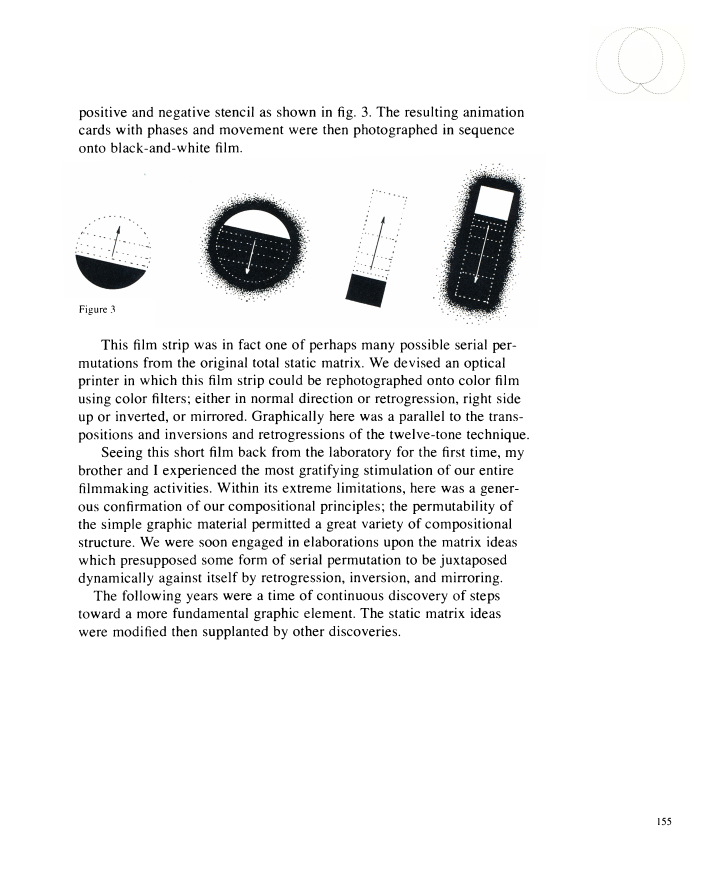 positive and negative stencil as shown in fig. 3. The resulting animation
cards with phases and movement were then photographed in sequence
onto black-and-white film.
Figure 3
This film strip was in fact one of perhaps many possible serial per-
mutations from the original total static matrix. We devised an optical
printer in which this film strip could be rephotographed onto color film
using color filters; either in normal direction or retrogression, right side
up or inverted, or mirrored. Graphically here was a parallel to the trans-
positions and inversions and retrogressions of the twelve-tone technique.
Seeing this short film back from the laboratory for the first time, my
brother and I experienced the most gratifying stimulation of our entire
filmmaking activities. Within its extreme limitations, here was a gener-
ous confirmation of our compositional principles; the permutability of
the simple graphic material permitted a great variety of compositional
structure. We were soon engaged in elaborations upon the matrix ideas
which presupposed some form of serial permutation to be juxtaposed
dynamically against itself by retrogression, inversion, and mirroring.
The following years were a time of continuous discovery of steps
toward a more fundamental graphic element. The static matrix ideas
were modified then supplanted by other discoveries.
155